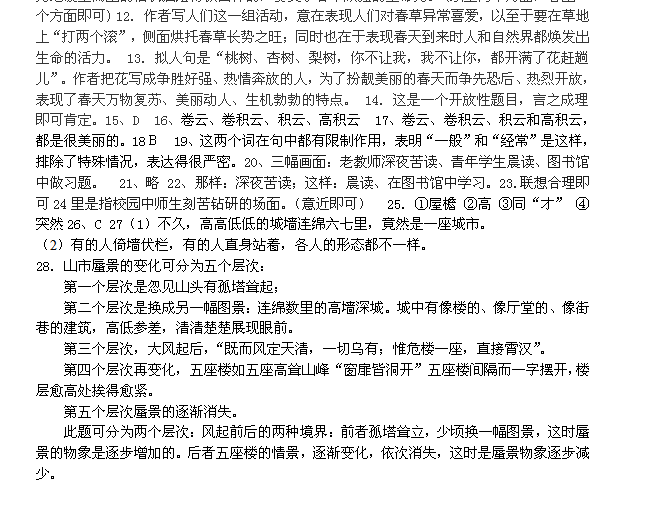 个方面即可)12. 作者写人们这一组活动，意在表现人们对春草异常喜爱，以至于要在草地
上“打两个滚”，侧面烘托春草长势之旺；同时也在于表现春天到来时人和自然界都焕发出
生命的活力。 13. 拟人句是“桃树、杏树、梨树，你不让我，我不让你，都开满了花赶趟
儿”。作者把花写成争胜好强、热情奔放的人，为了扮靓美丽的春天而争先恐后、热烈开放，
表现了春天万物复苏、美丽动人、生机勃勃的特点。 14. 这是一个开放性题目，言之成理
即可肯定。15、D 16、卷云、卷积云、积云、高积云 17、卷云、卷积云、积云和高积云，
都是很美丽的。18B 19、这两个词在句中都有限制作用，表明“一般”和“经常”是这样，
排除了特殊情况，表达得很严密。20、三幅画面：老教师深夜苦读、青年学生晨读、图书馆
中做习题。 21、略 22、那样：深夜苦读；这样：晨读、在图书馆中学习。23.联想合理即
可 24 里是指校园中师生刻苦钻研的场面。（意近即可） 25. ①屋檐 ②高 ③同“才” ④
突然 26、C 27（1）不久，高高低低的城墙连绵六七里，竟然是一座城市。
（2）有的人倚墙伏栏，有的人直身站着，各人的形态都不一样。
28. 山市蜃景的变化可分为五个层次：
第一个层次是忽见山头有孤塔耸起；
第二个层次是换成另一幅图景：连绵数里的高墙深城。城中有像楼的、像厅堂的、像街
巷的建筑，高低参差，清清楚楚展现眼前。
第三个层次，大风起后，“既而风定天清，一切乌有；惟危楼一座，直接霄汉”。
第四个层次再变化，五座楼如五座高耸山峰“窗扉皆洞开”五座楼间隔而一字摆开，楼
层愈高处挨得愈紧。
第五个层次蜃景的逐渐消失。
此题可分为两个层次：风起前后的两种境界：前者孤塔耸立，少顷换一幅图景，这时蜃
景的物象是逐步增加的。后者五座楼的情景，逐渐变化，依次消失，这时是蜃景物象逐步减
少。